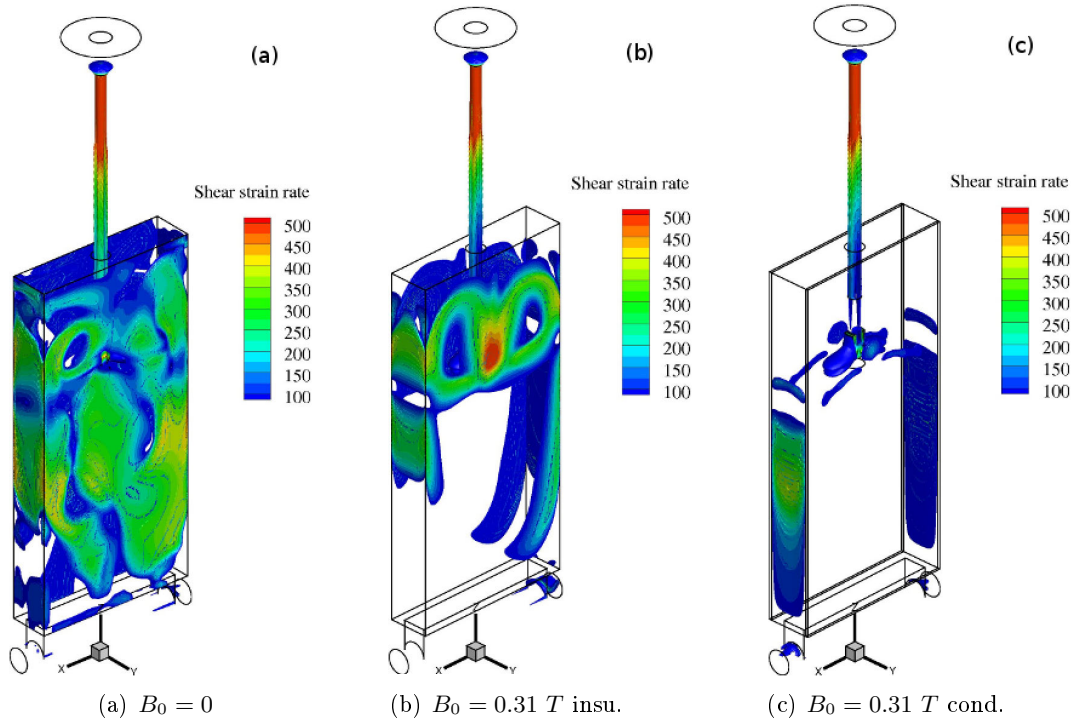 (a)
Shear strain rate
500
450
400
350
300
250
200
150
100
X
Y
(b)
Shear strain rate
500
450
400
350
300
250
200
150
100
Z
X
Y
(c)
Shear strain rate
500
450
400
350
300
250
200
150
100
Z
X
Y
(a) B₀ = 0
(b) B₀ = 0.31 T insu.
(c) B₀ = 0.31 T cond.